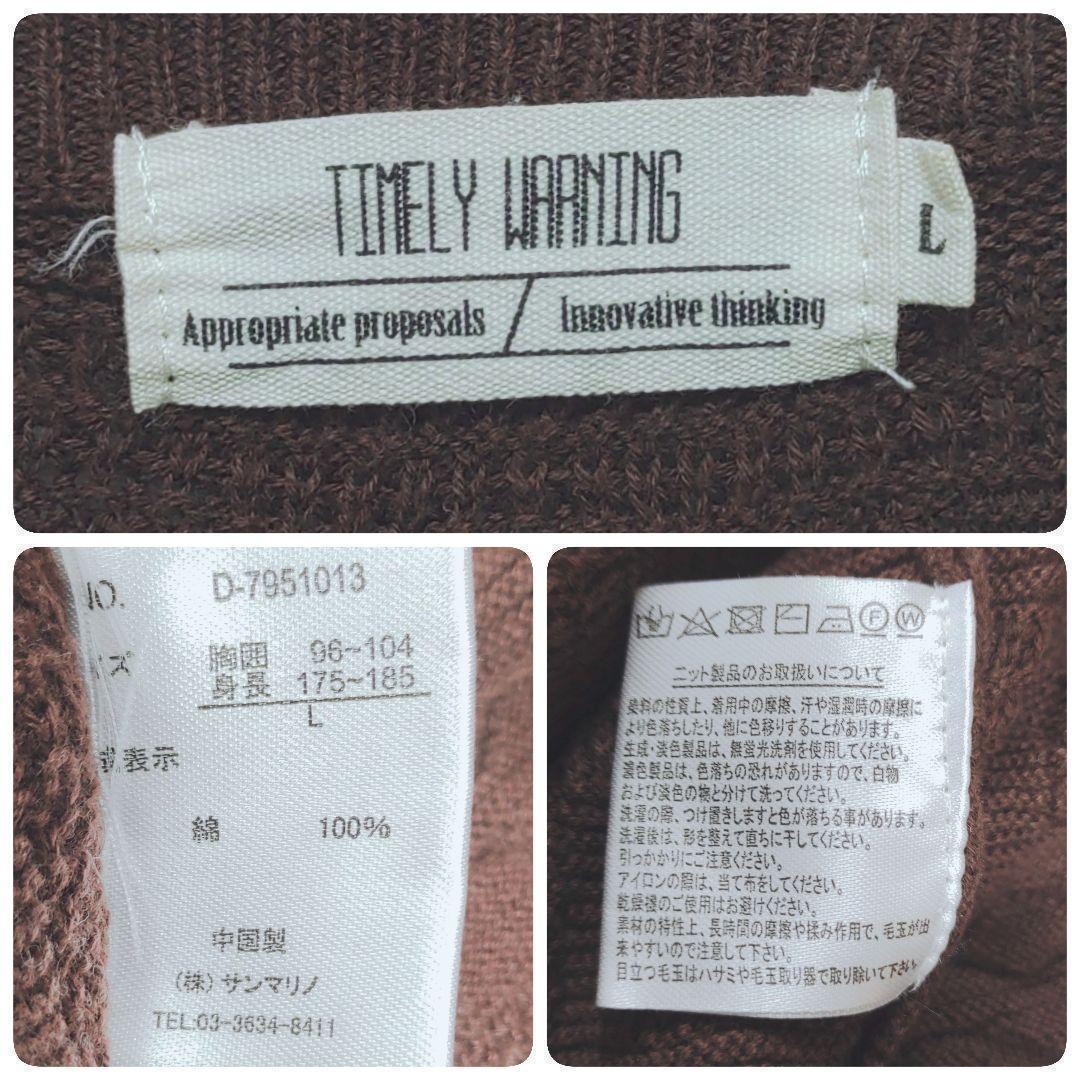 TIMELY WARNING
L
Appropriate proposals / Innovative thinking
NO. D-7951013
ズ
胸囲 96~104
身長 175~185
L
表示
綿 100%
中国製
(株) サンマリノ
TEL:03-3634-8411
F W
ニット製品のお取扱いについて
染料の性質上、着用中の摩擦、汗や湿潤時の摩擦に
より色落ちしたり、他に色移りすることがあります。
生成・淡色製品は、無蛍光洗剤を使用してください。
濃色製品は、色落ちの恐れがありますので、白物
および淡色の物と分けて洗ってください。
洗濯の際、つけ置きしますと色が落ちる事があります。
洗濯後は、形を整えて直ちに干してください。
引っかかりにご注意ください。
アイロンの際は、当て布をしてください。
乾燥機のご使用はお避けください。
素材の特性上、長時間の摩擦や揉み作用で、毛玉が出
来やすいので注意して下さい。
目立つ毛玉はハサミや毛玉取り器で取り除いて下さい